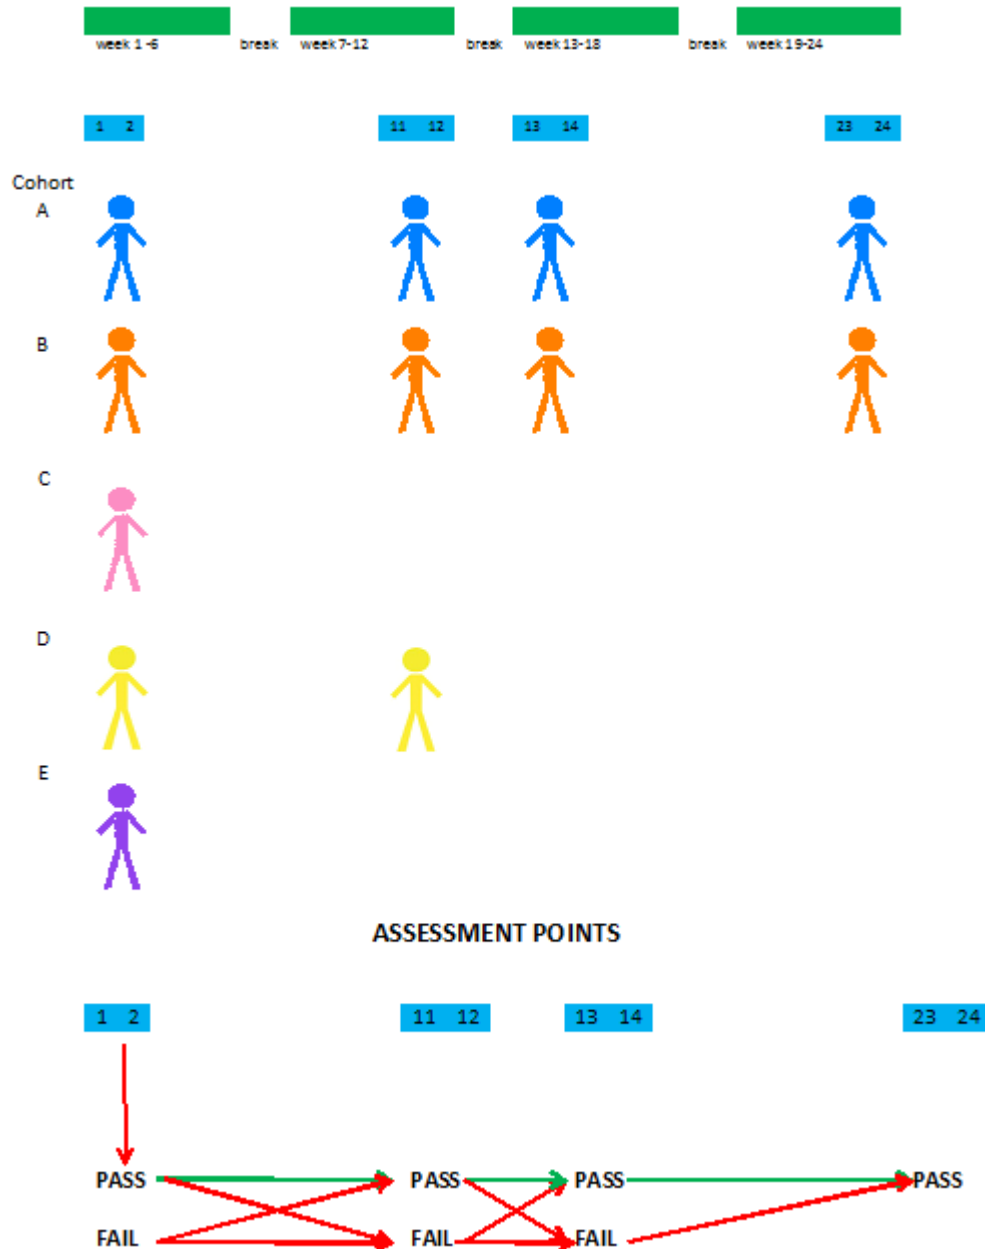 week 1-6 break week 7-12 break week 13-18 break week 19-24
1 2 11 12 13 14 23 24
Cohort
A
B
C
D
E
ASSESSMENT POINTS
1 2 11 12 13 14 23 24
PASS PASS PASS PASS
FAIL FAIL FAIL